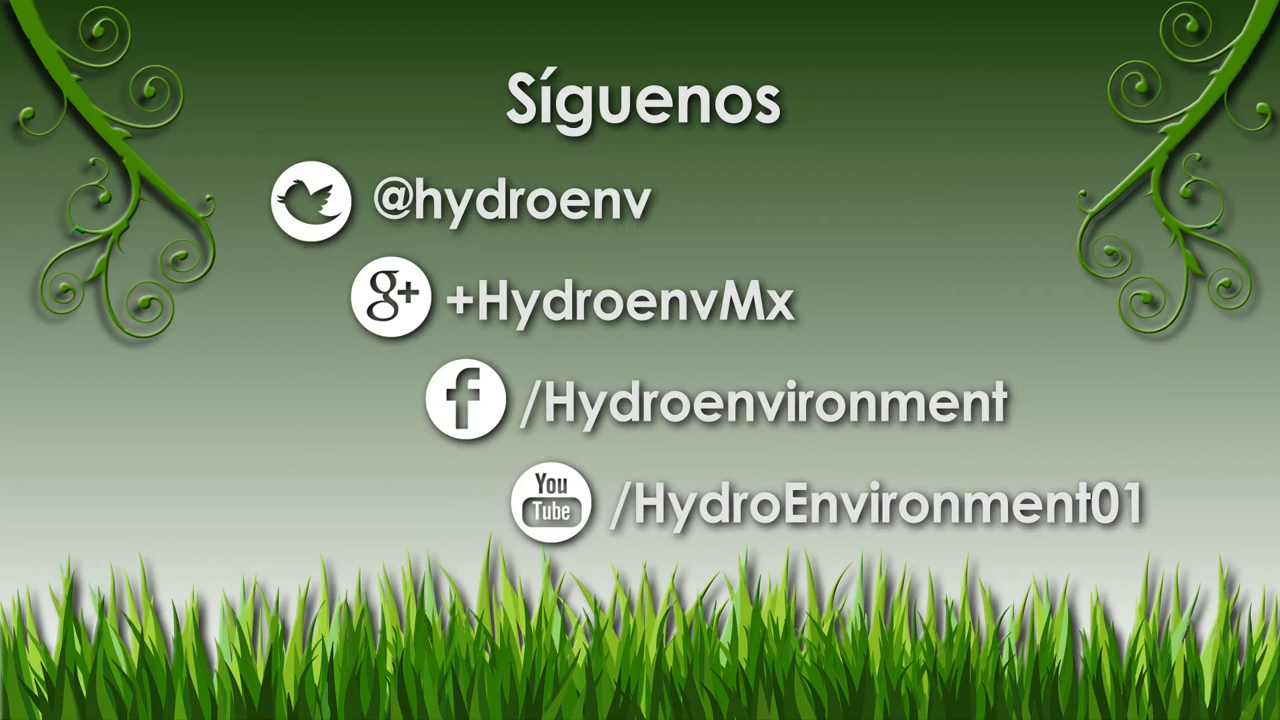 Síguenos
@hydroenv
g+ +HydroenvMx
f /Hydroenvironment
You Tube /HydroEnvironment01